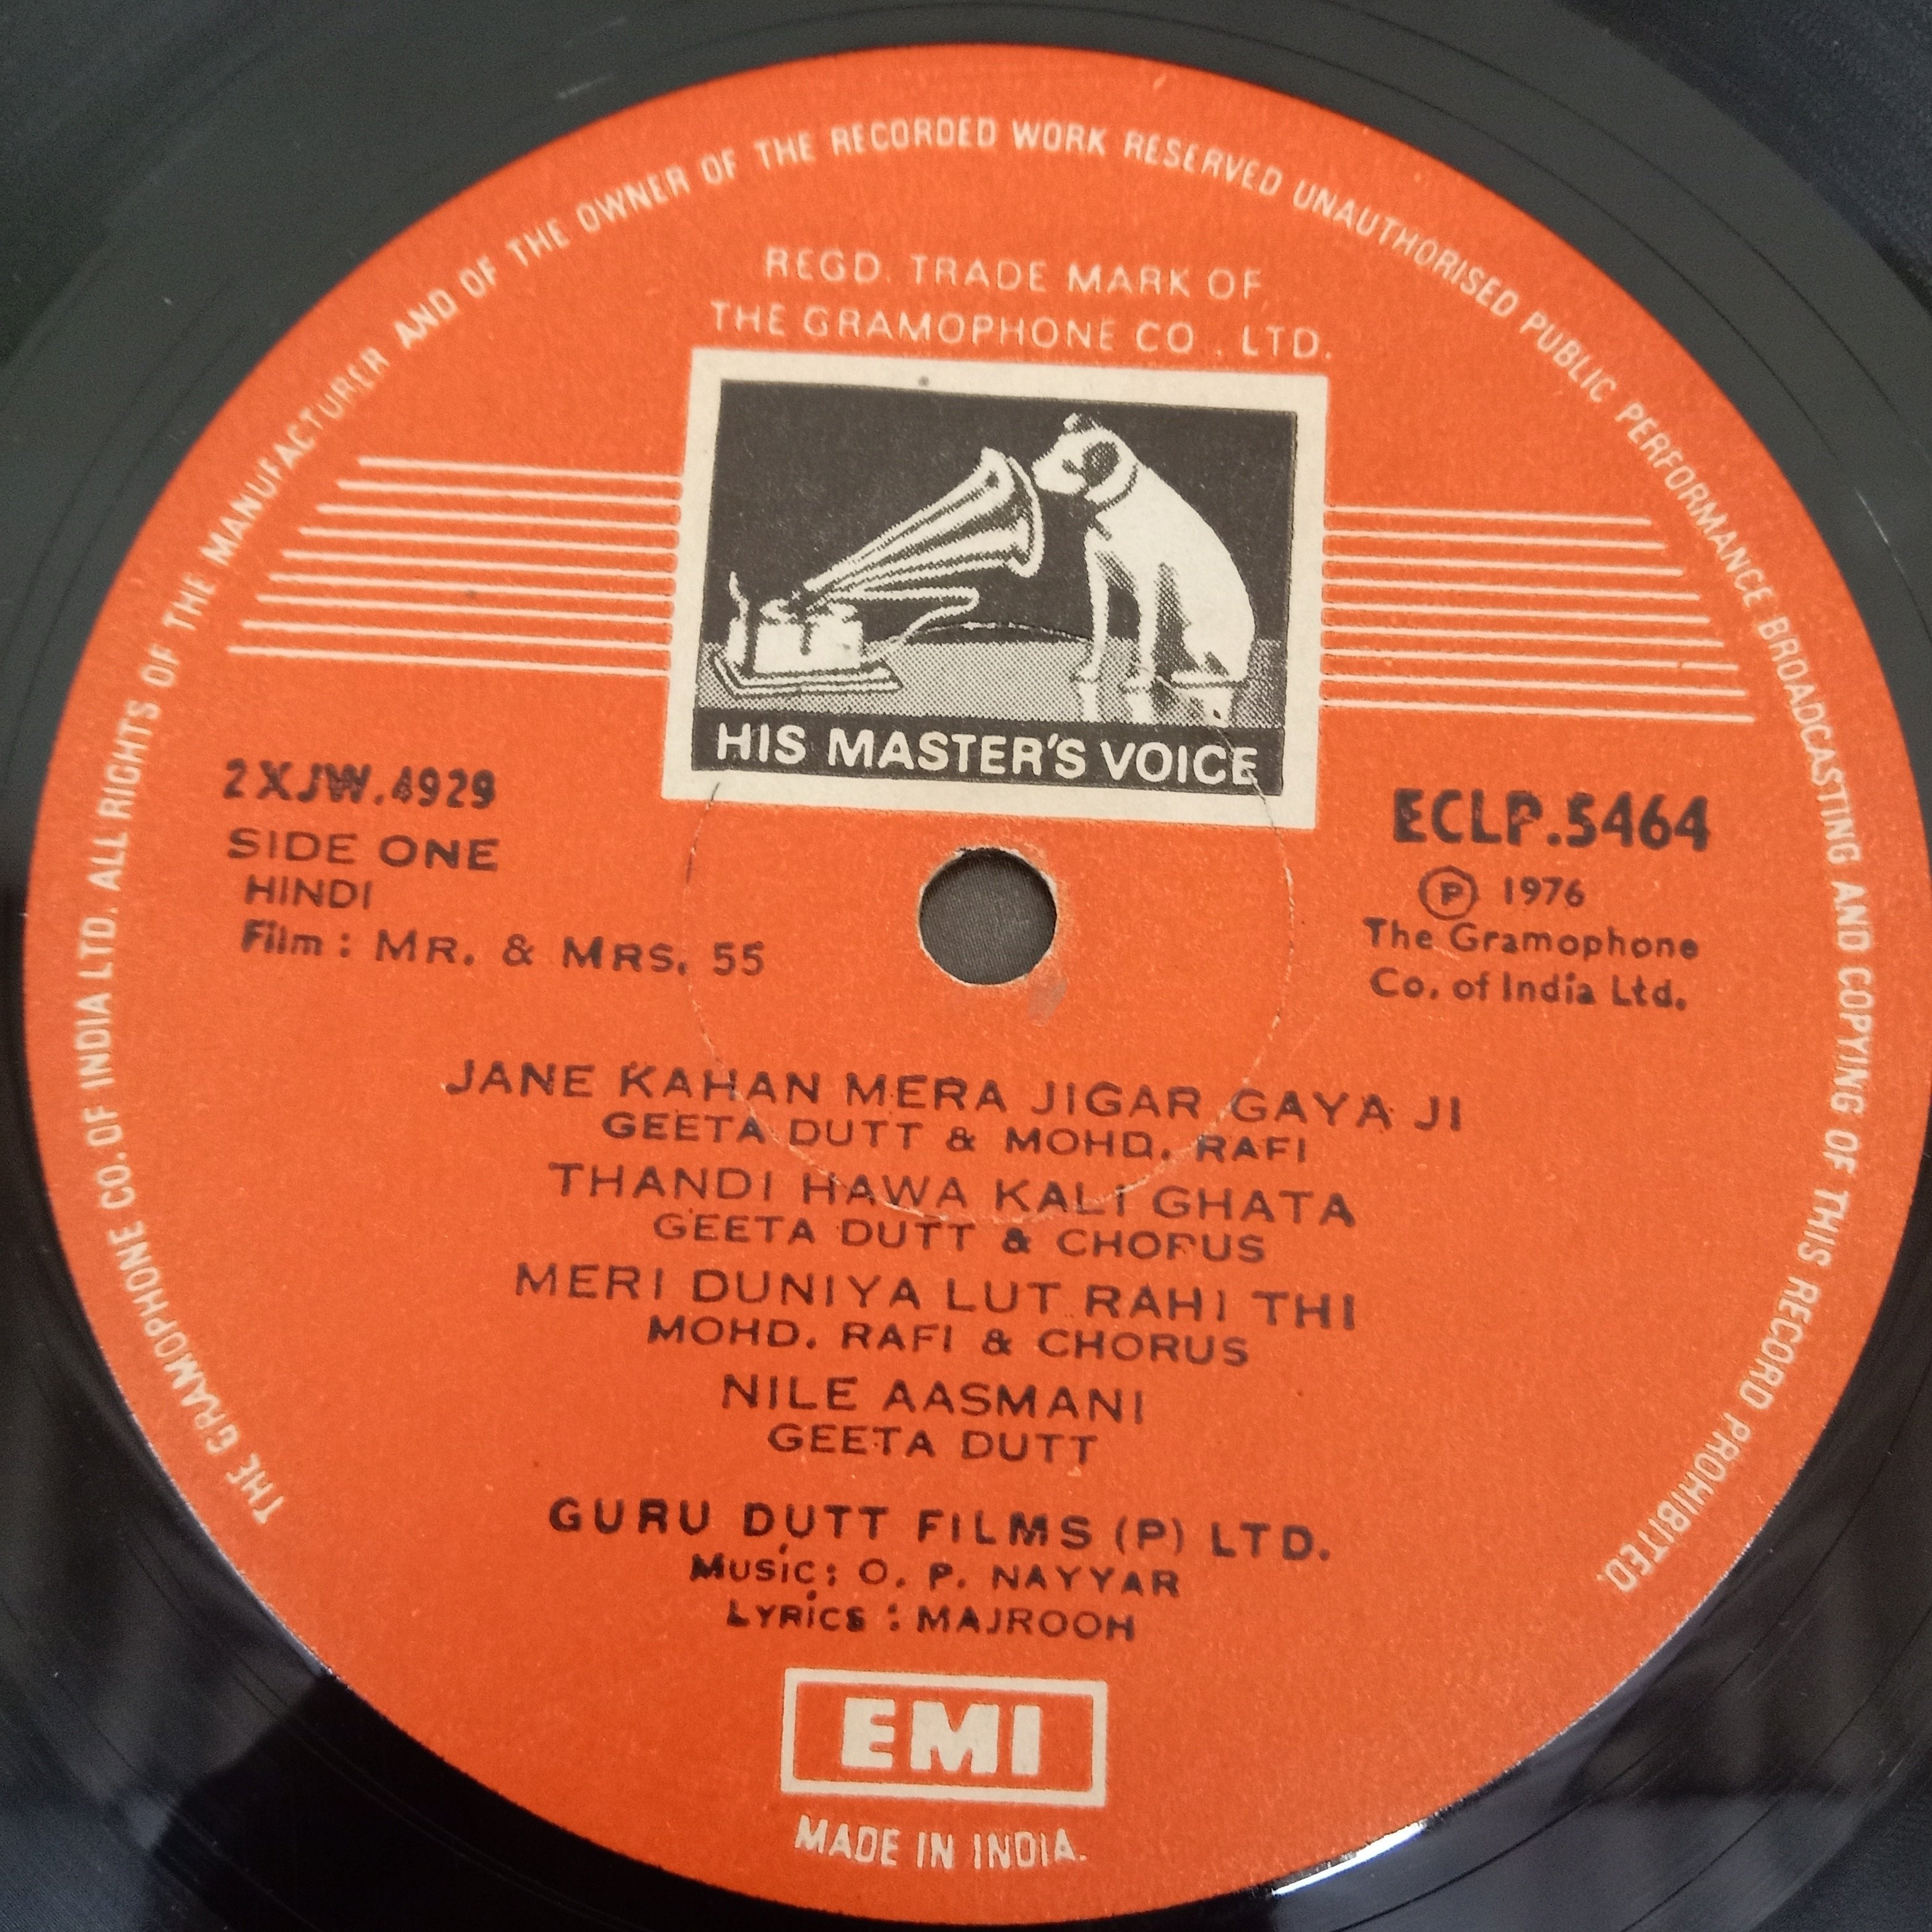 THE GRAMOPHONE CO. OF INDIA LTD. ALL RIGHTS OF THE MANUFACTURER AND OF THE OWNER OF THE RECORDED WORK RESERVED UNAUTHORISED PUBLIC PERFORMANCE BROADCASTING AND COPYING OF THIS RECORD PROHIBITED.
REGD. TRADE MARK OF
THE GRAMOPHONE CO., LTD.
HIS MASTER'S VOICE
2XJW.4929
SIDE ONE
HINDI
Film : MR. & MRS. 55
ECLP.5464
Ⓟ 1976
The Gramophone
Co. of India Ltd.
JANE KAHAN MERA JIGAR GAYA JI
GEETA DUTT & MOHD. RAFI
THANDI HAWA KALI GHATA
GEETA DUTT & CHORUS
MERI DUNIYA LUT RAHI THI
MOHD. RAFI & CHORUS
NILE AASMANI
GEETA DUTT
GURU DUTT FILMS (P) LTD.
Music: O. P. NAYYAR
Lyrics : MAJROOH
EMI
MADE IN INDIA.